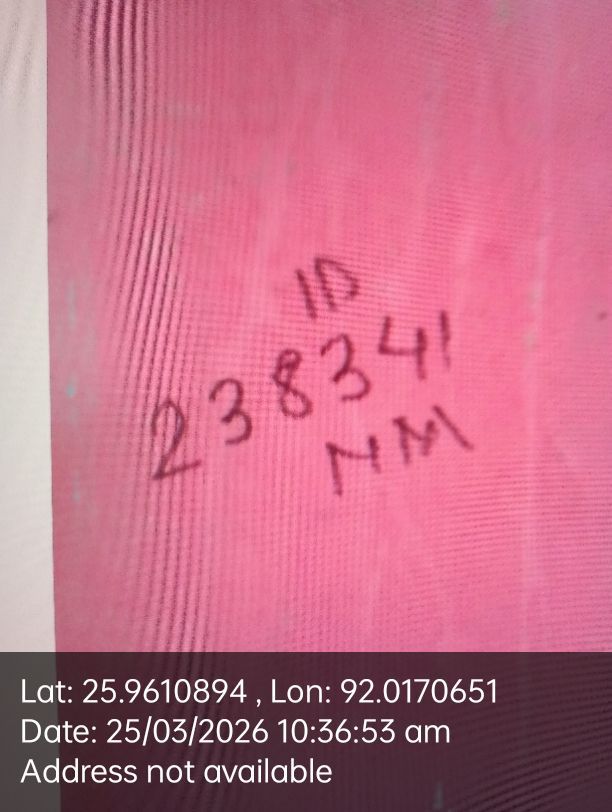 ID
238341
NM
Lat: 25.9610894 , Lon: 92.0170651
Date: 25/03/2026 10:36:53 am
Address not available